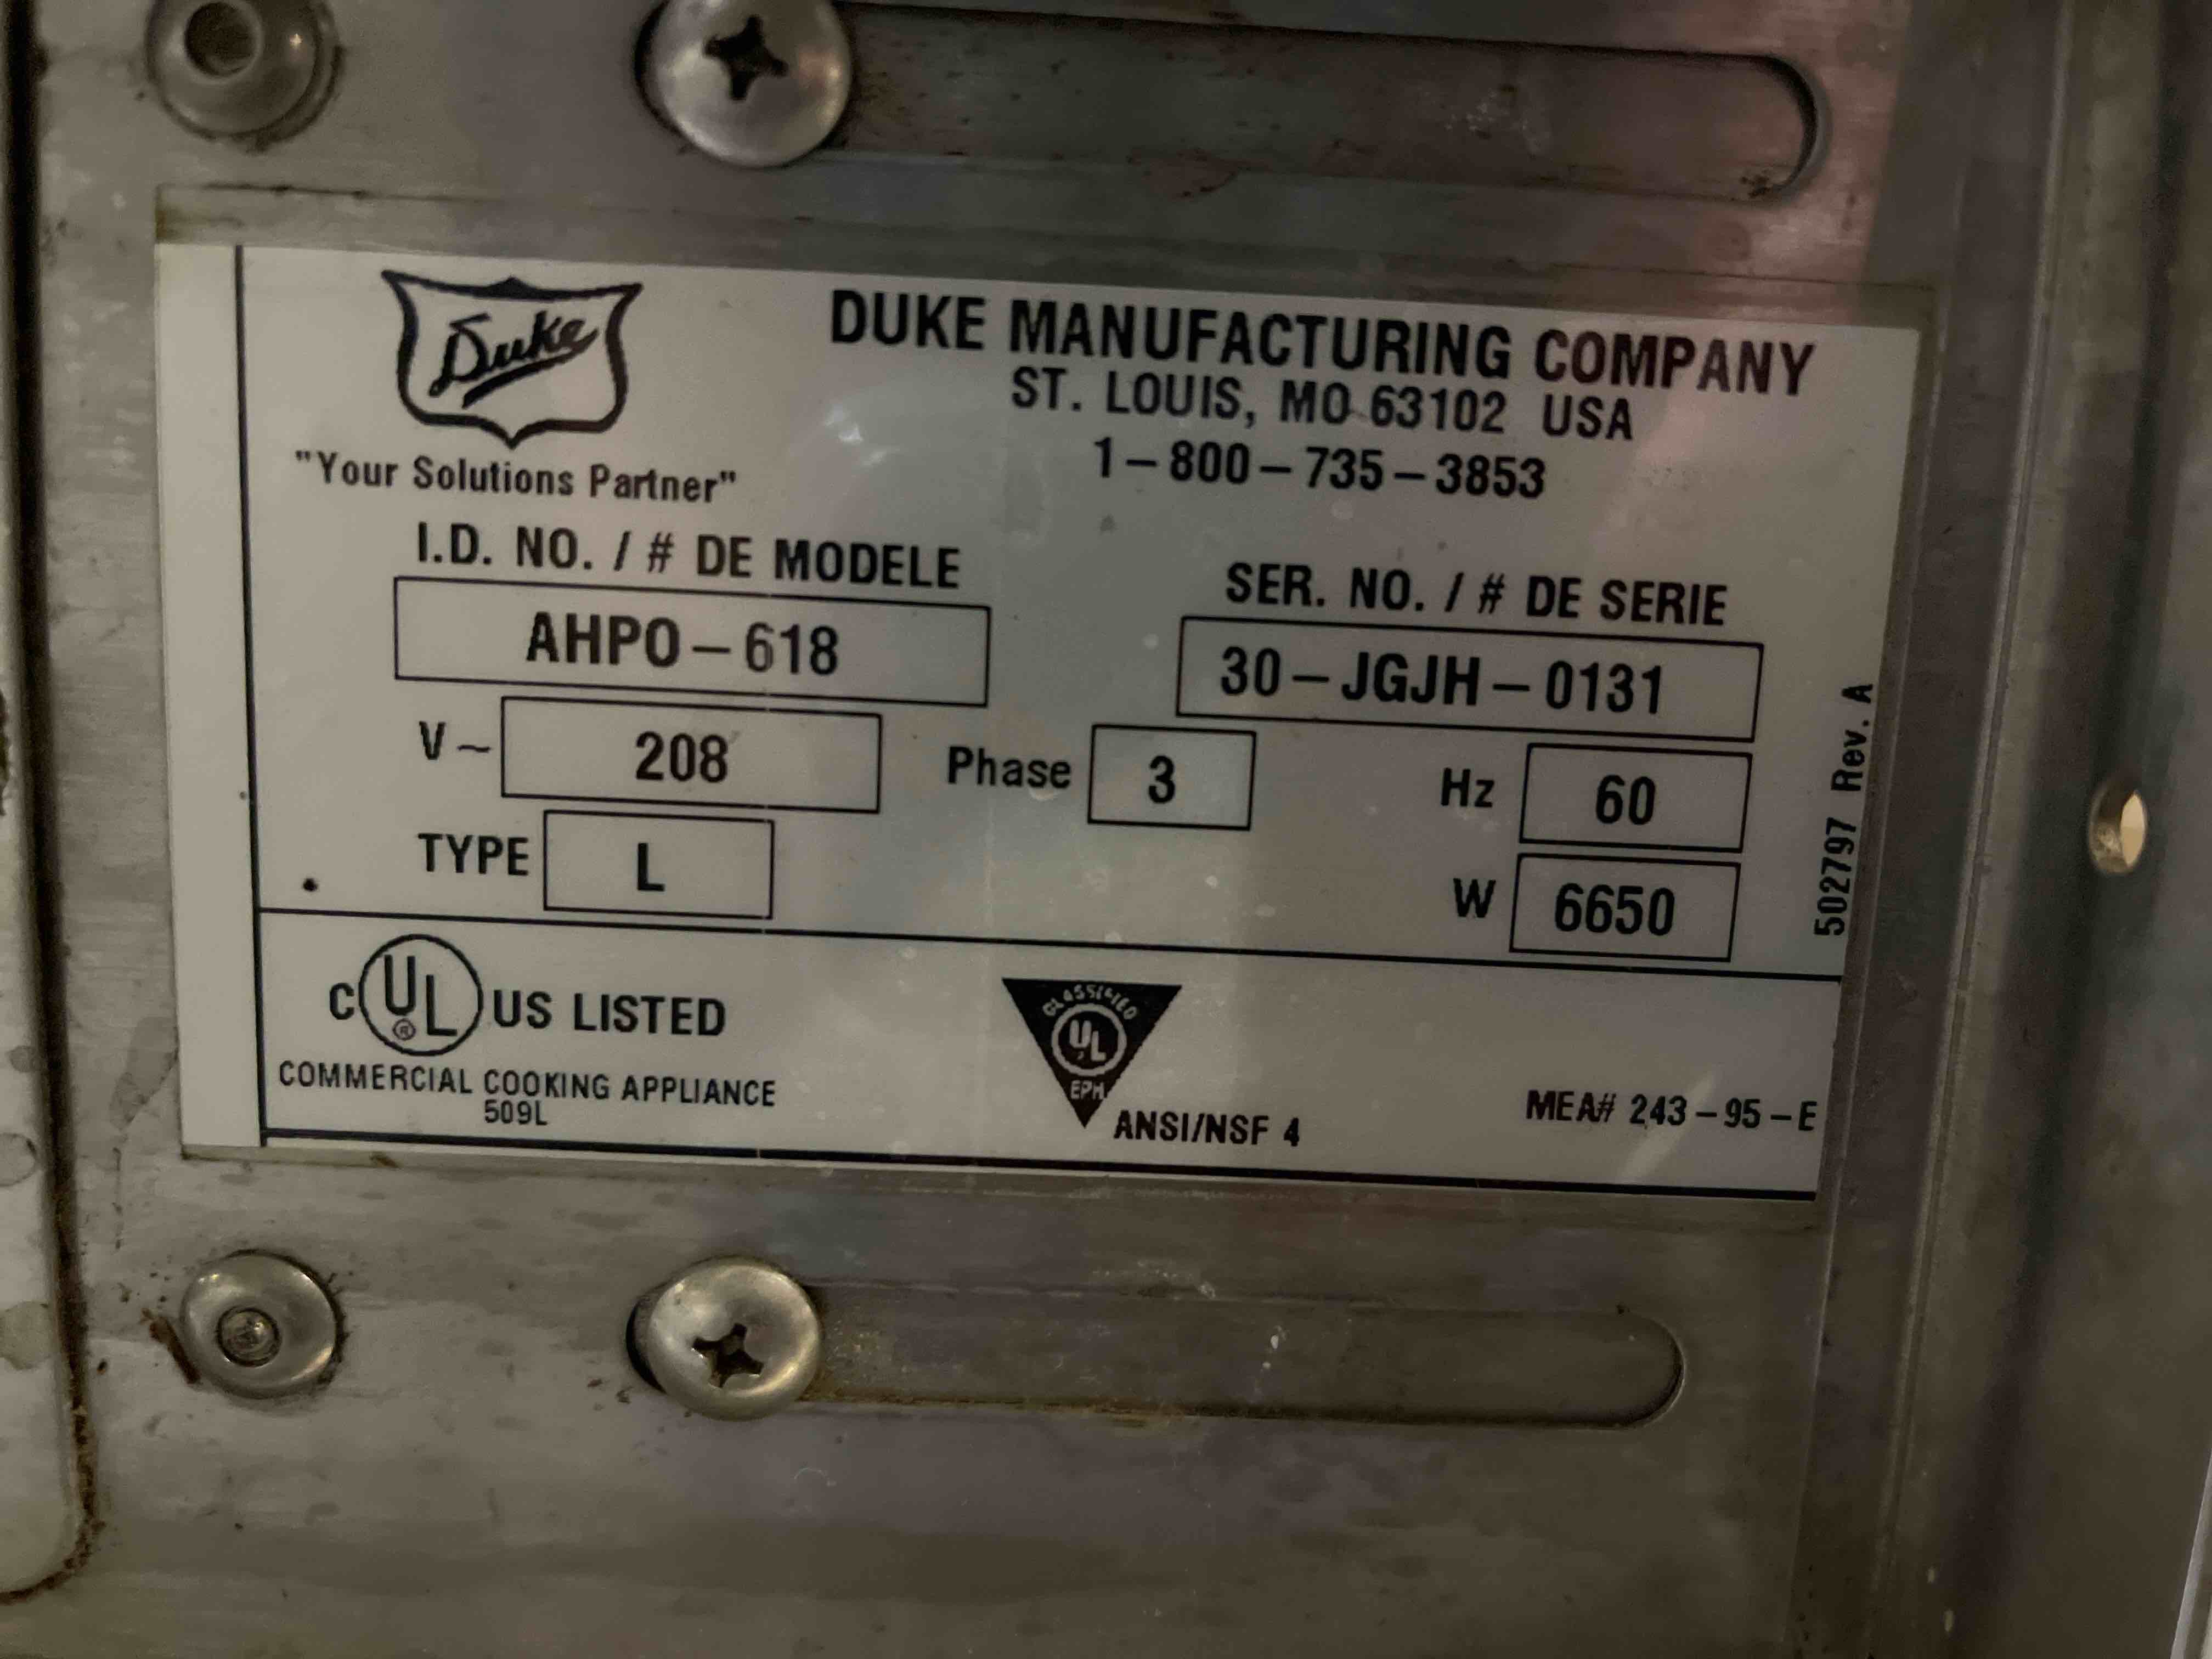 Duke
"Your Solutions Partner"
DUKE MANUFACTURING COMPANY
ST. LOUIS, MO 63102 USA
1-800-735-3853
I.D. NO. / # DE MODELE
AHPO-618
SER. NO. / # DE SERIE
30-JGJH-0131
V~ 208
Phase 3
Hz 60
TYPE L
W 6650
502797 Rev. A
C UL ® US LISTED
COMMERCIAL COOKING APPLIANCE
509L
CLASSIFIED
UL
EPH
ANSI/NSF 4
MEA# 243-95-E